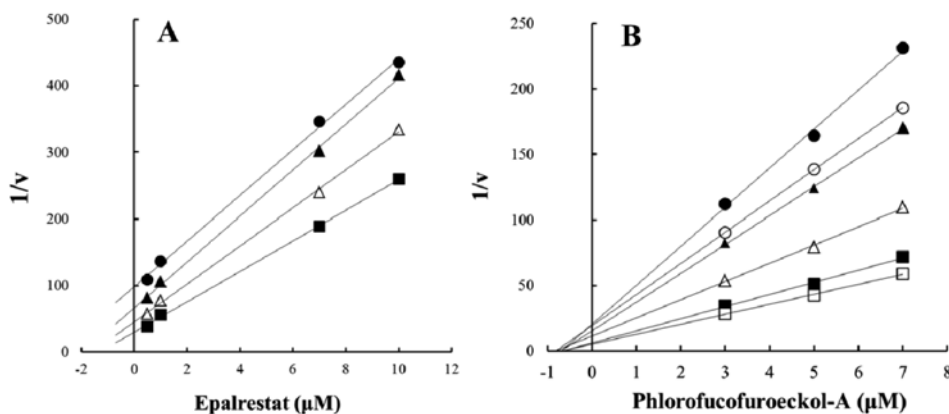 A
1/v
500
400
300
200
100
0
-2 0 2 4 6 8 10 12
Epalrestat (μM)
B
1/v
250
200
150
100
50
0
-1 0 1 2 3 4 5 6 7 8
Phlorofucofuroeckol-A (μM)